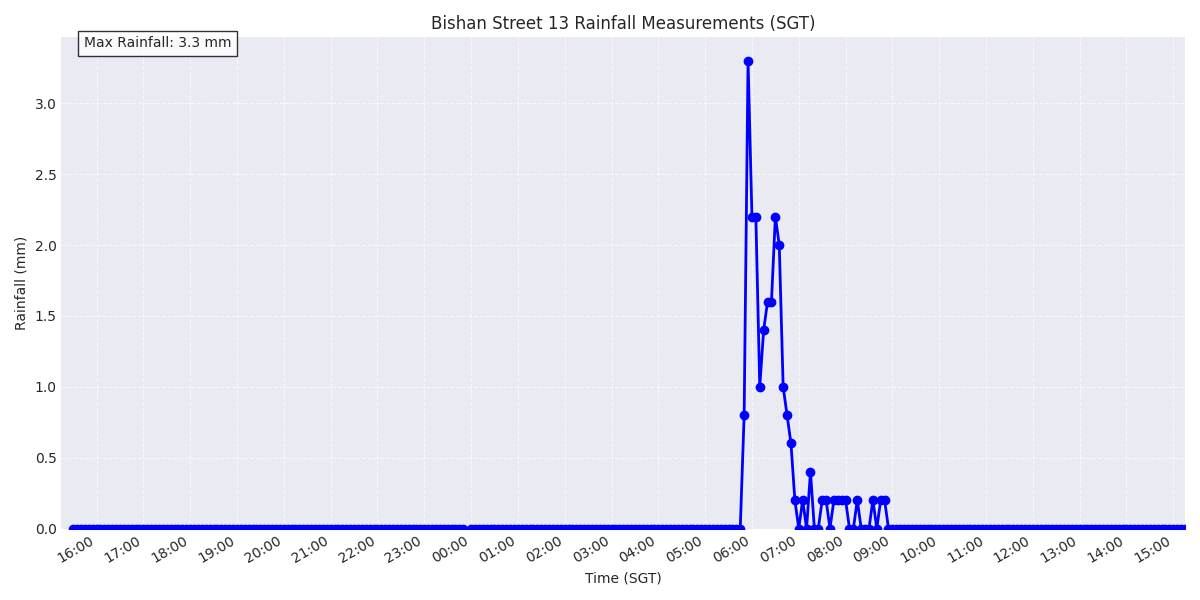 Bishan Street 13 Rainfall Measurements (SGT)
Max Rainfall: 3.3 mm
Rainfall (mm)
3.0
2.5
2.0
1.5
1.0
0.5
0.0
16:00 17:00 18:00 19:00 20:00 21:00 22:00 23:00 00:00 01:00 02:00 03:00 04:00 05:00 06:00 07:00 08:00 09:00 10:00 11:00 12:00 13:00 14:00 15:00
Time (SGT)